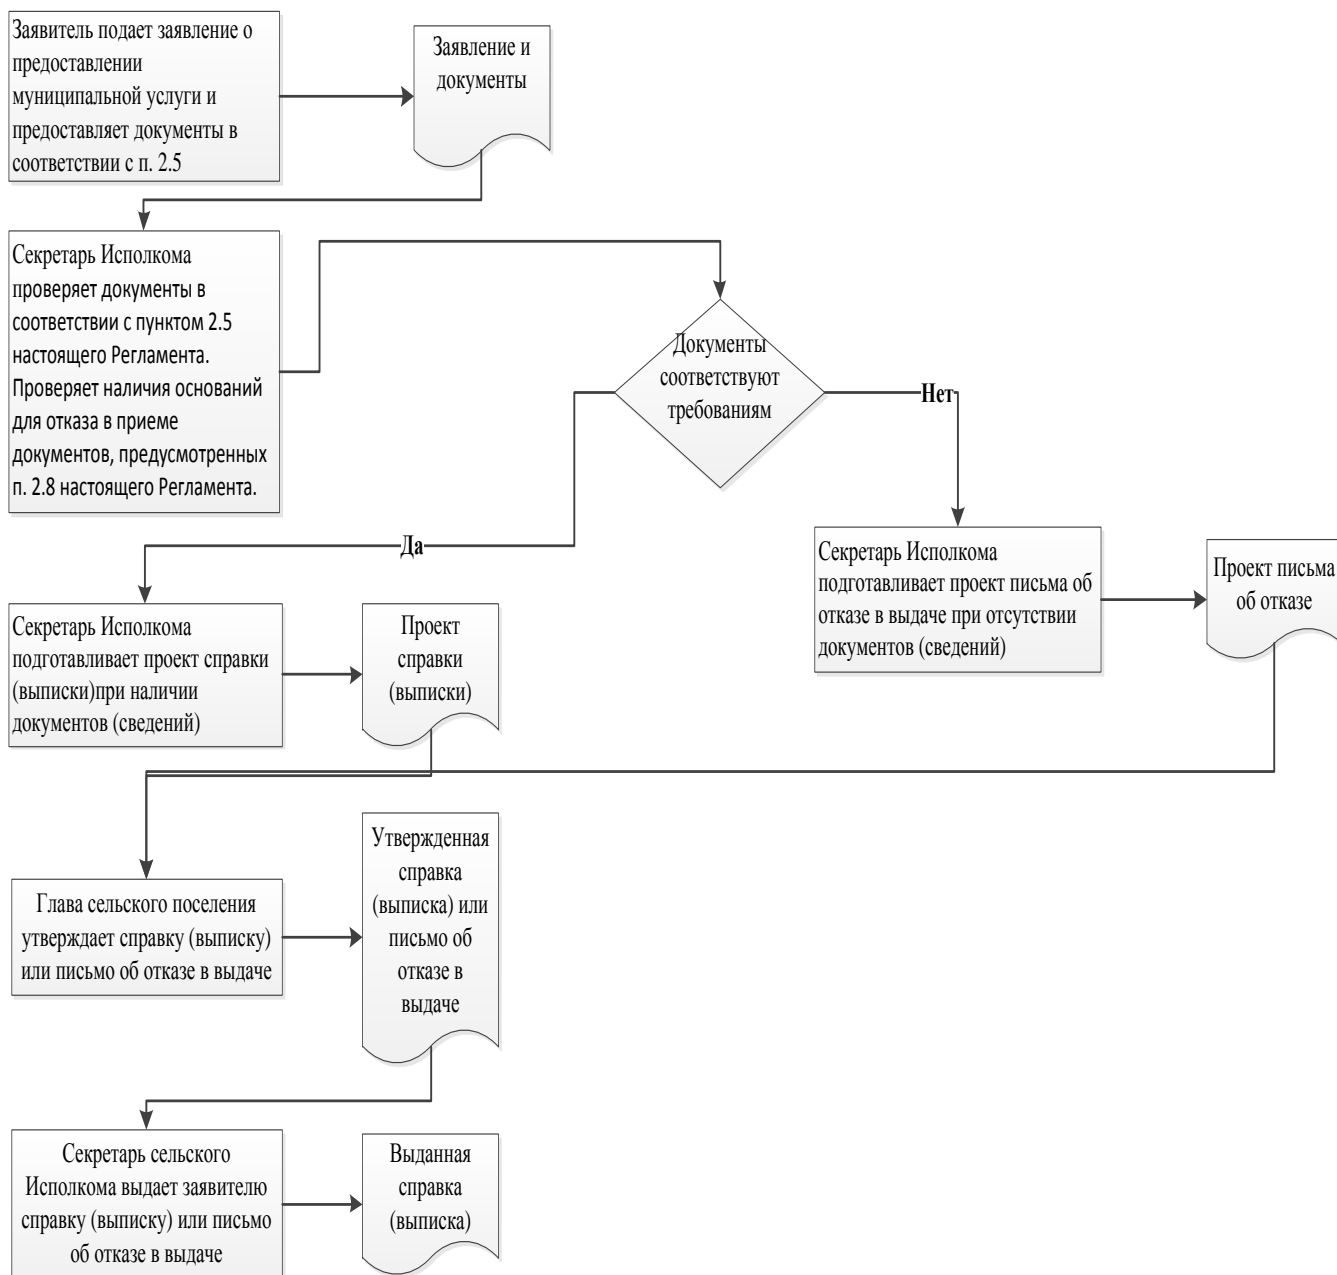 Заявитель подает заявление о
предоставлении
муниципальной услуги и
предоставляет документы в
соответствии с п. 2.5
Заявление и
документы
Секретарь Исполкома
проверяет документы в
соответствии с пунктом 2.5
настоящего Регламента.
Проверяет наличия оснований
для отказа в приеме
документов, предусмотренных
п. 2.8 настоящего Регламента.
Документы
соответствуют
требованиям
Нет
Да
Секретарь Исполкома
подготавливает проект письма об
отказе в выдаче при отсутствии
документов (сведений)
Проект письма
об отказе
Секретарь Исполкома
подготавливает проект справки
(выписки)при наличии
документов (сведений)
Проект
справки
(выписки)
Глава сельского поселения
утверждает справку (выписку)
или письмо об отказе в выдаче
Утвержденная
справка
(выписка) или
письмо об
отказе в
выдаче
Секретарь сельского
Исполкома выдает заявителю
справку (выписку) или письмо
об отказе в выдаче
Выданная
справка
(выписка)